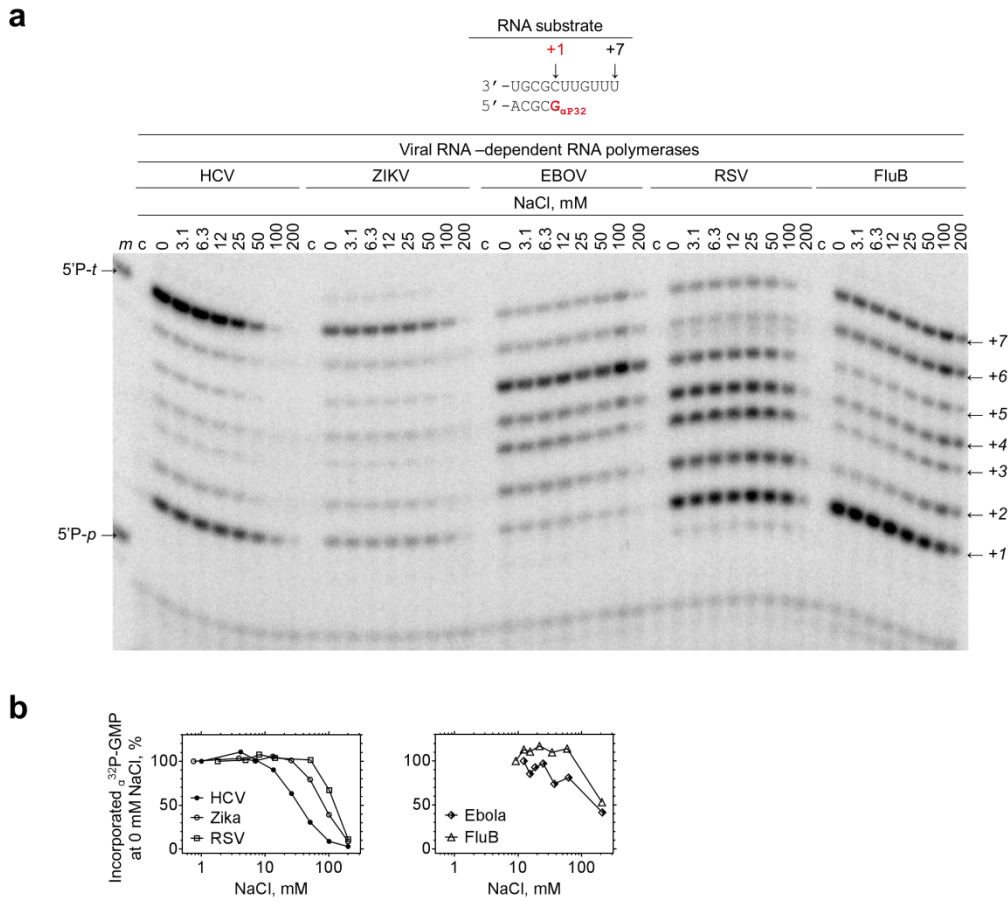 a
RNA substrate
+1 +7
↓ ↓
3’-UGCGCUUGUUU
5’-ACGCGαP32
Viral RNA –dependent RNA polymerases
HCV ZIKV EBOV RSV FluB
NaCl, mM
m c 0 3.1 6.3 12 25 50 100 200 c 0 3.1 6.3 12 25 50 100 200 c 0 3.1 6.3 12 25 50 100 200 c 0 3.1 6.3 12 25 50 100 200 c 0 3.1 6.3 12 25 50 100 200
5’P-t→
←+7
←+6
←+5
←+4
←+3
←+2
5’P-p→
←+1
b
Incorporated α32P-GMP
at 0 mM NaCl, %
100
50
0
HCV
Zika
RSV
1 10 100
NaCl, mM
100
50
0
Ebola
FluB
1 10 100
NaCl, mM